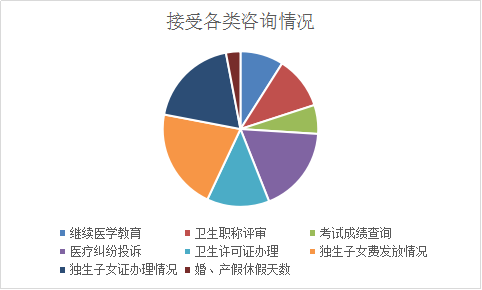 接受各类咨询情况
继续医学教育 卫生职称评审 考试成绩查询
医疗纠纷投诉 卫生许可证办理 独生子女费发放情况
独生子女证办理情况 婚、产假休假天数